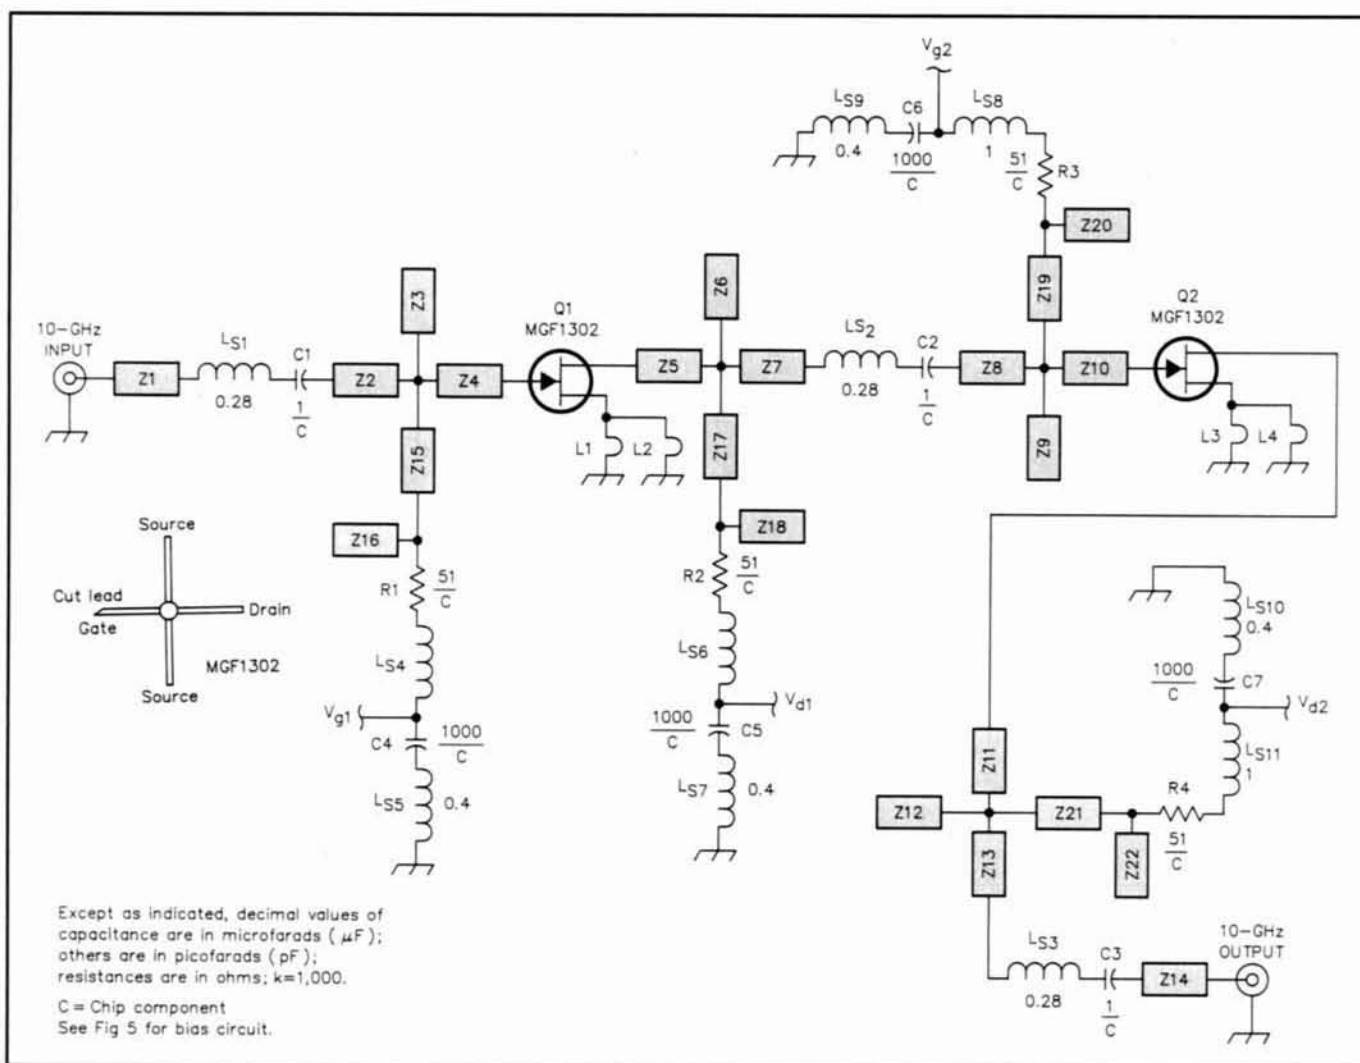 Vg2
LS9
C6
LS8
0.4
1000
C
1
51
C
R3
Z20
Z3
Z6
Z19
Q1
MGF1302
Q2
MGF1302
10-GHz
INPUT
LS1
C1
LS2
C2
Z1
Z2
Z4
Z5
Z7
Z8
Z10
0.28
1
C
0.28
1
C
Z15
L1
L2
Z17
Z9
L3
L4
Source
Z16
Z18
Cut lead
Gate
Drain
R1
51
C
R2
51
C
LS10
0.4
MGF1302
Source
LS4
LS6
1000
C
C7
Vg1
Vd1
Vd2
C4
1000
C
1000
C
C5
LS11
1
Z11
LS5
0.4
LS7
0.4
R4
Z12
Z21
51
C
Z13
Z22
Except as indicated, decimal values of
capacitance are in microfarads ( µF);
others are in picofarads (pF);
resistances are in ohms; k=1,000.
C = Chip component
See Fig 5 for bias circuit.
LS3
C3
10-GHz
OUTPUT
Z14
0.28
1
C